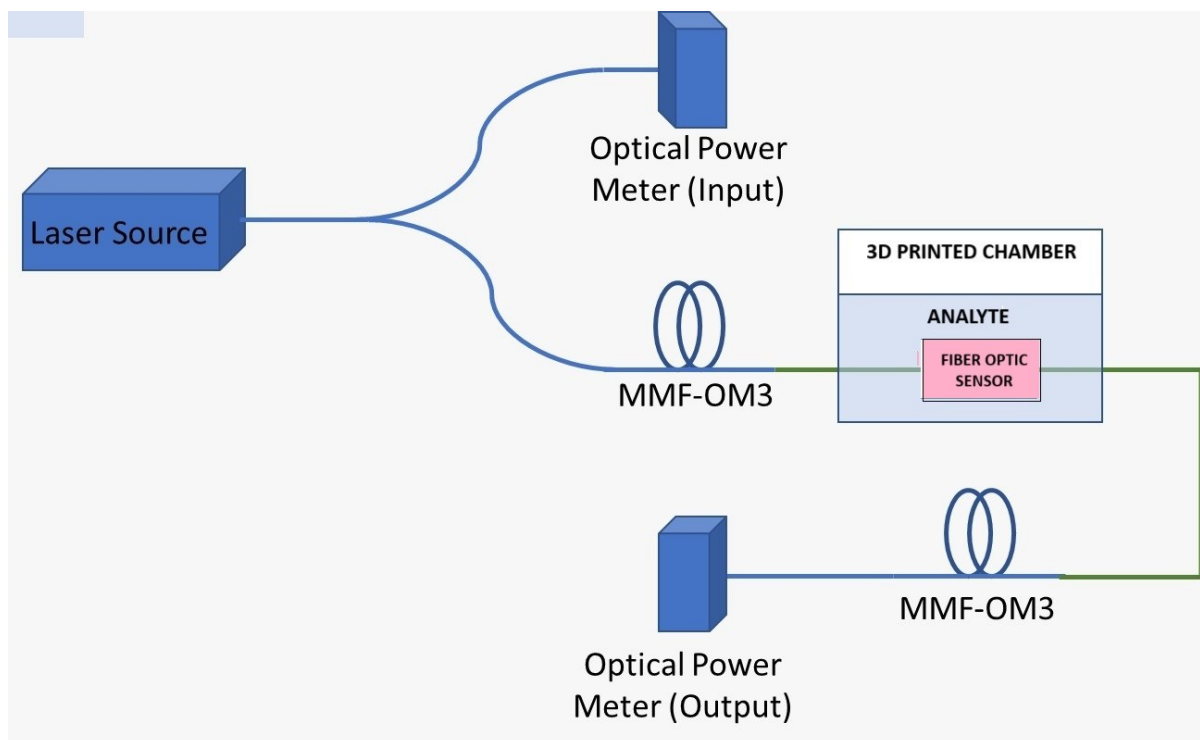 Optical Power
Meter (Input)
Laser Source
3D PRINTED CHAMBER
ANALYTE
FIBER OPTIC
SENSOR
MMF-OM3
MMF-OM3
Optical Power
Meter (Output)